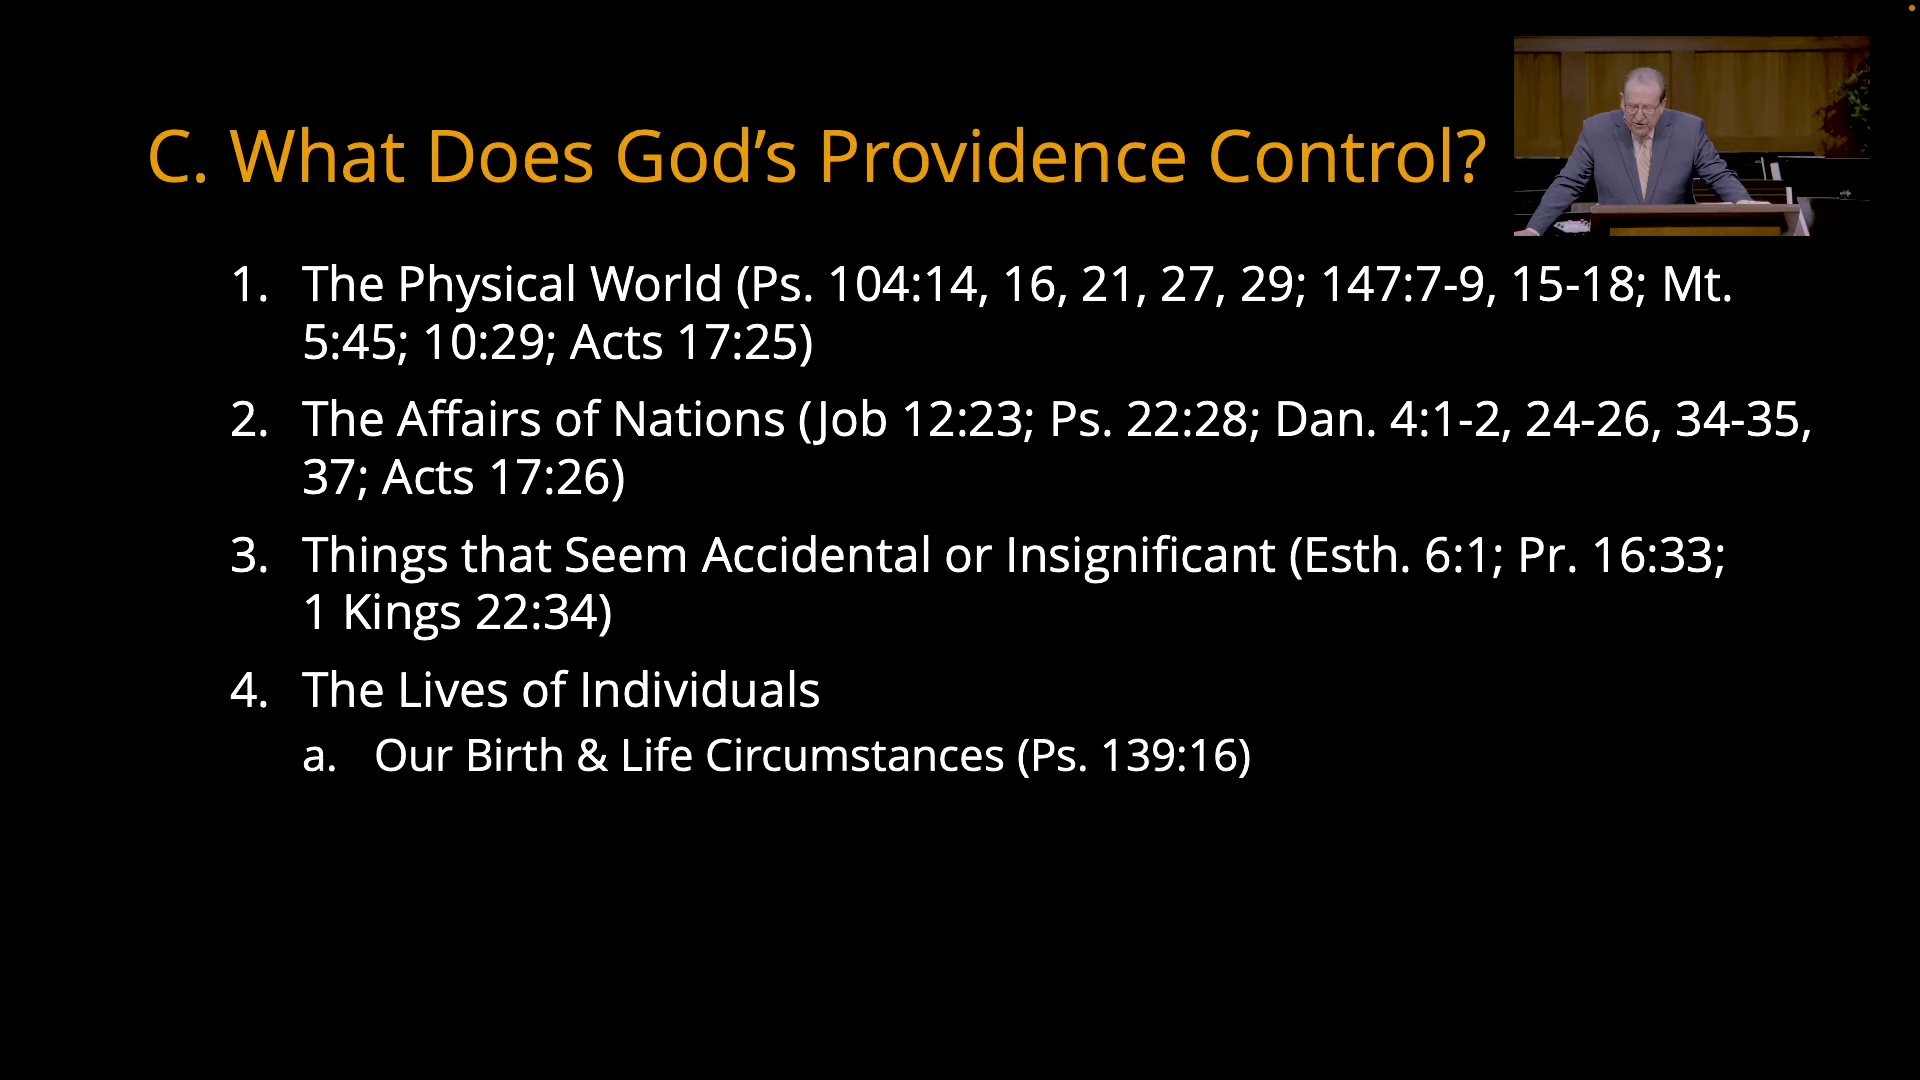 C. What Does God’s Providence Control?
1. The Physical World (Ps. 104:14, 16, 21, 27, 29; 147:7-9, 15-18; Mt.
5:45; 10:29; Acts 17:25)
2. The Affairs of Nations (Job 12:23; Ps. 22:28; Dan. 4:1-2, 24-26, 34-35,
37; Acts 17:26)
3. Things that Seem Accidental or Insignificant (Esth. 6:1; Pr. 16:33;
1 Kings 22:34)
4. The Lives of Individuals
a. Our Birth & Life Circumstances (Ps. 139:16)